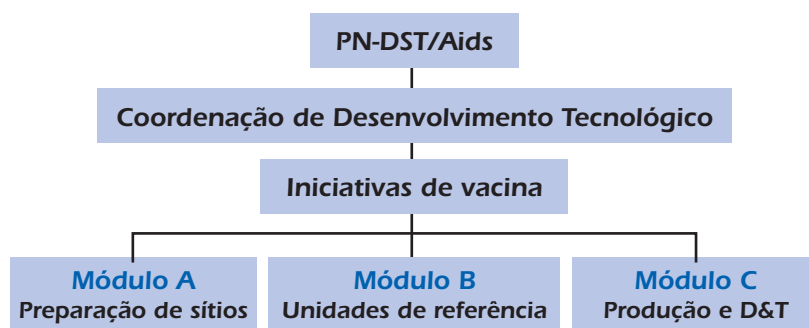 PN-DST/Aids
Coordenação de Desenvolvimento Tecnológico
Iniciativas de vacina
Módulo A
Preparação de sítios
Módulo B
Unidades de referência
Módulo C
Produção e D&T